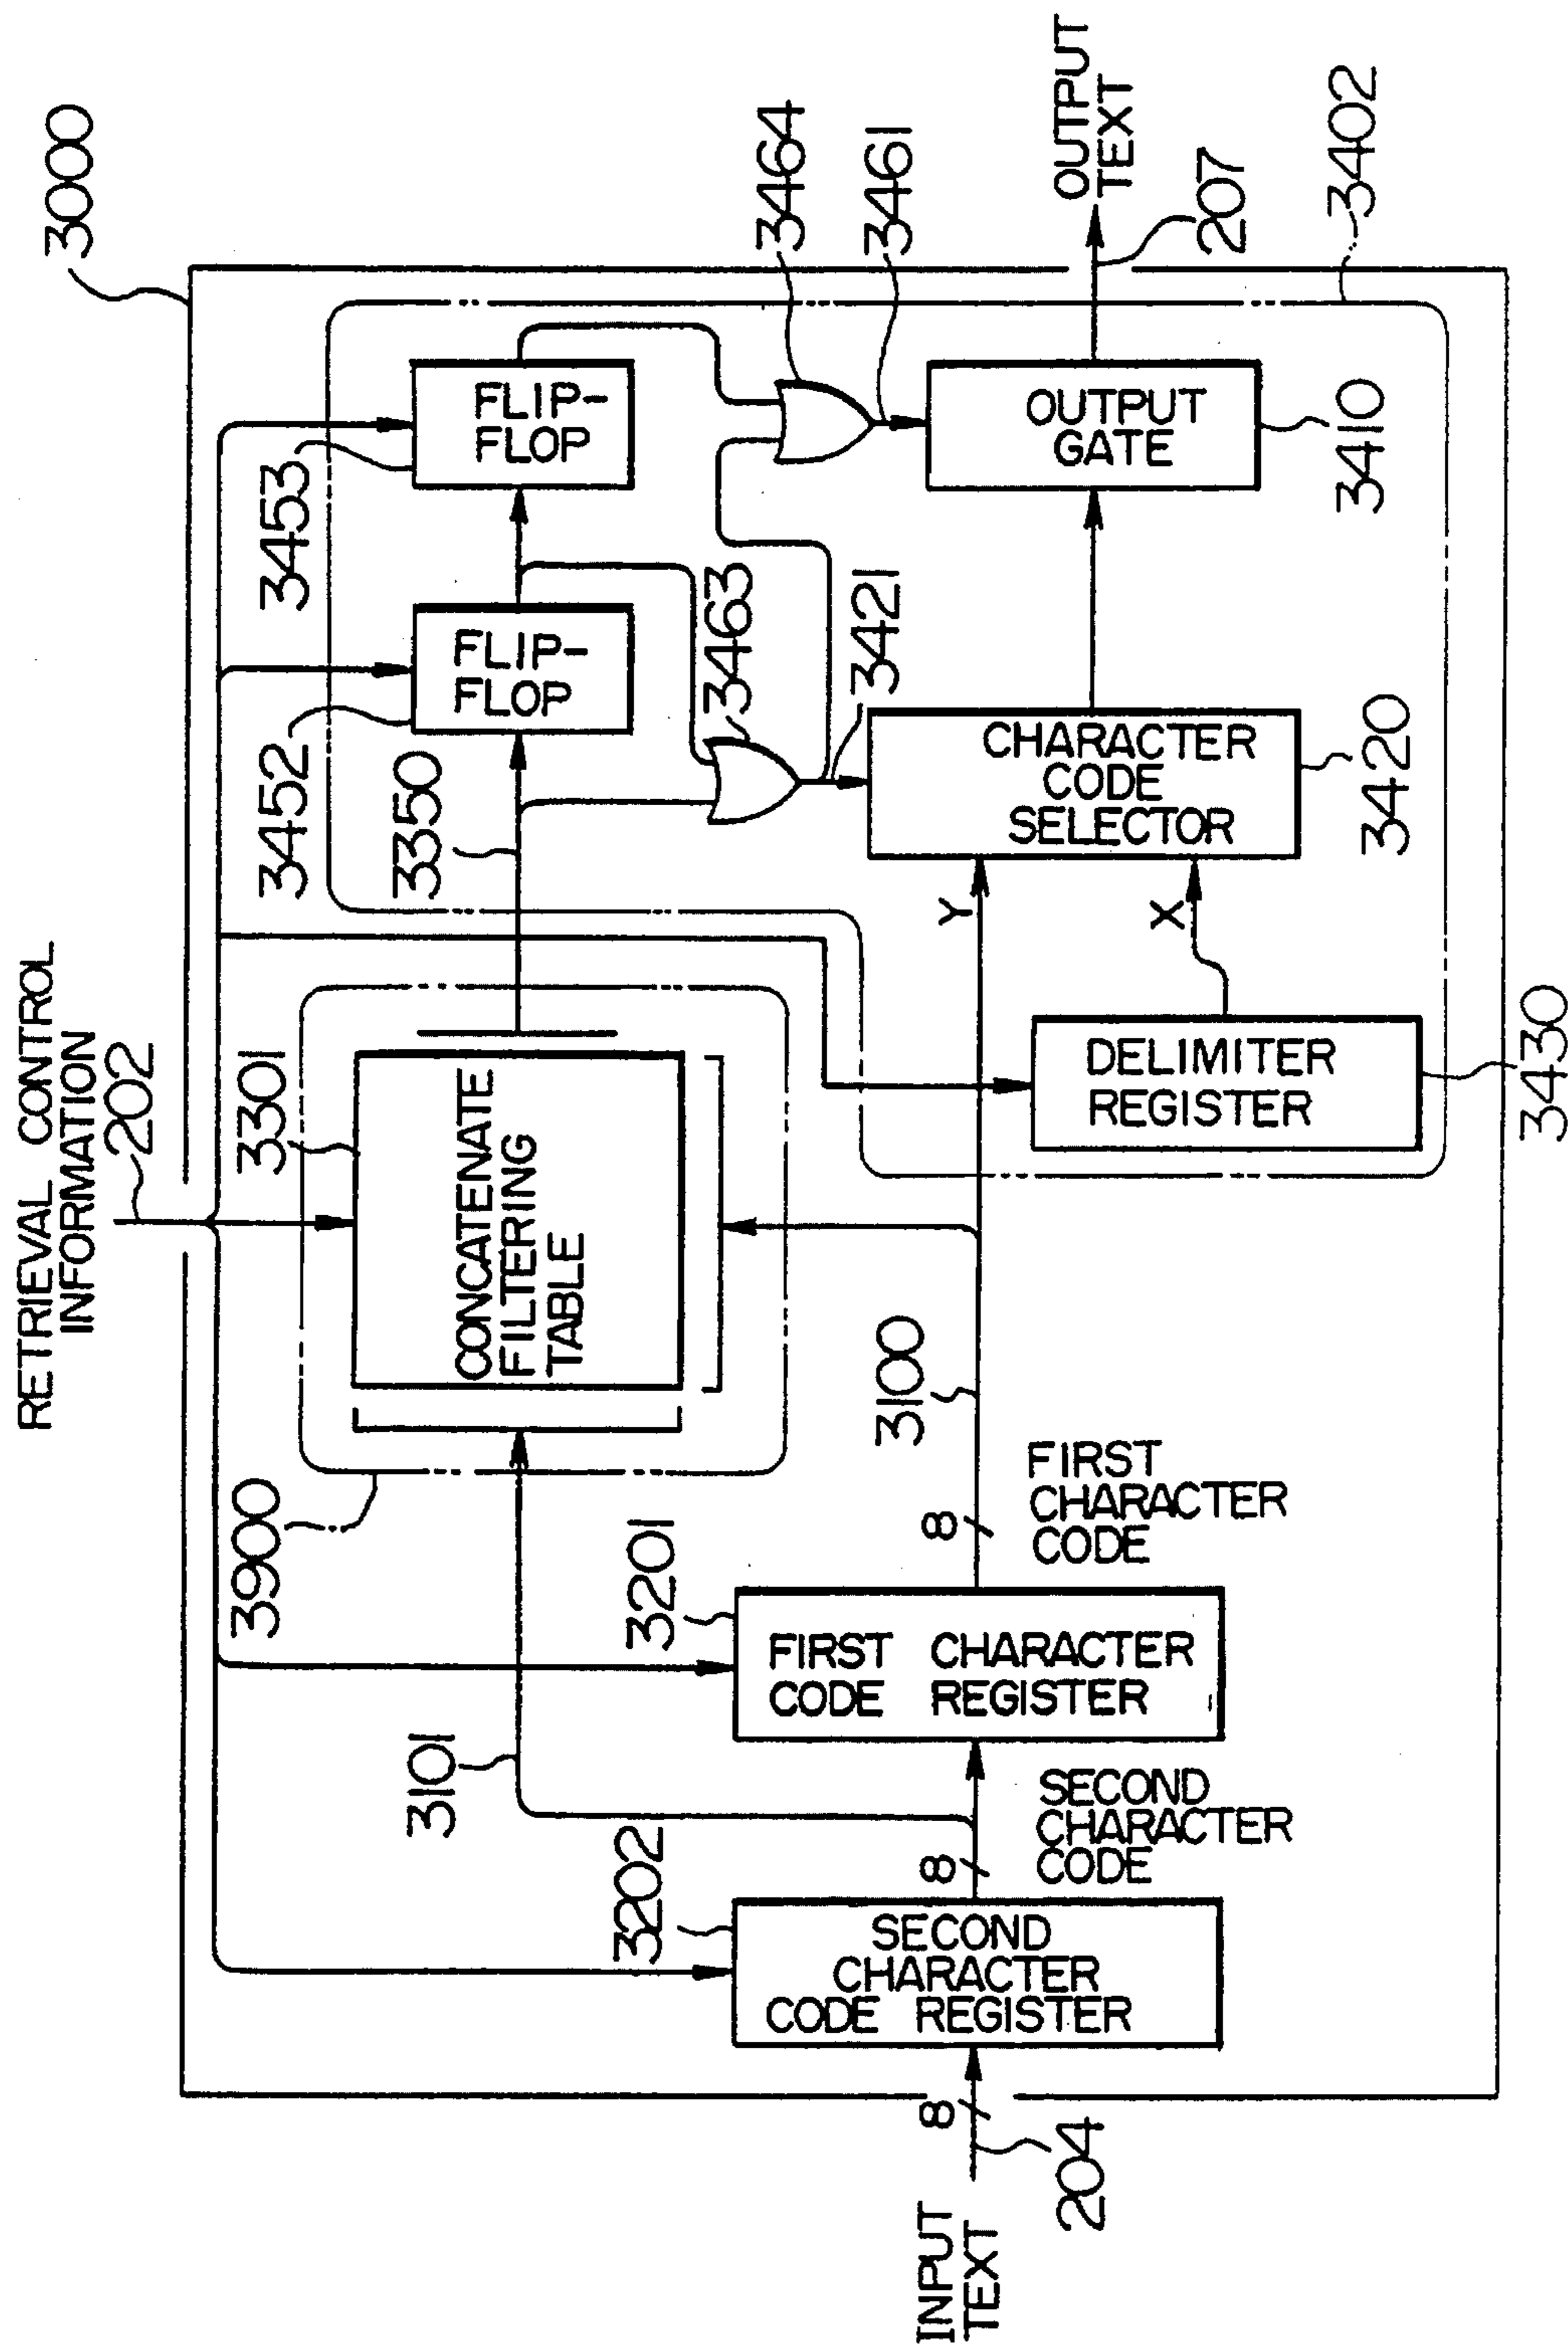 RETRIEVAL CONTROL
INFORMATION
202
3000
3900
3301
3350
3452
FLIP-
FLOP
3453
FLIP-
FLOP
CONCATENATE
FILTERING
TABLE
3101
3201
3202
3463
3464
3461
3421
3100
INPUT
TEXT
204
8
SECOND
CHARACTER
CODE REGISTER
8
SECOND
CHARACTER
CODE
FIRST CHARACTER
CODE REGISTER
8
FIRST
CHARACTER
CODE
Y
X
DELIMITER
REGISTER
3430
CHARACTER
CODE
SELECTOR
3420
OUTPUT
GATE
3410
OUTPUT
TEXT
207
3402